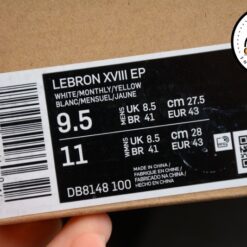 LEBRON XVIII EP
WHITE/MONTHLY/YELLOW
BLANC/MENSUEL/JAUNE
9.5 MENS UK 8.5 cm 27.5
BR 41 EUR 43
11 WMNS UK 8.5 cm 28
BR 41 EUR 43
DB8148 100
MADE IN CHINA /
FABRIQUE EN CHINE /
FABRICADO NA CHINA /
HECHO EN CHINA